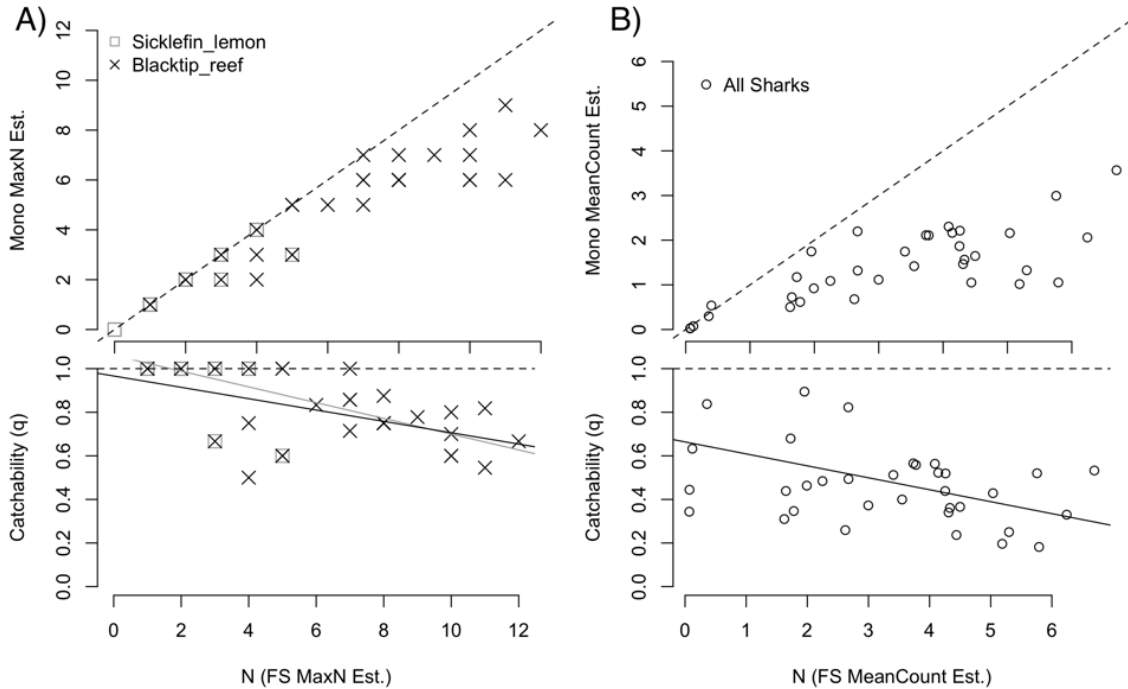 A)
12
10
8
6
4
2
0
Mono MaxN Est.
Sicklefin_lemon
Blacktip_reef
1.0
0.8
0.6
0.4
0.2
0.0
Catchability (q)
0 2 4 6 8 10 12
N (FS MaxN Est.)
B)
6
5
4
3
2
1
0
Mono MeanCount Est.
All Sharks
1.0
0.8
0.6
0.4
0.2
0.0
Catchability (q)
0 1 2 3 4 5 6
N (FS MeanCount Est.)